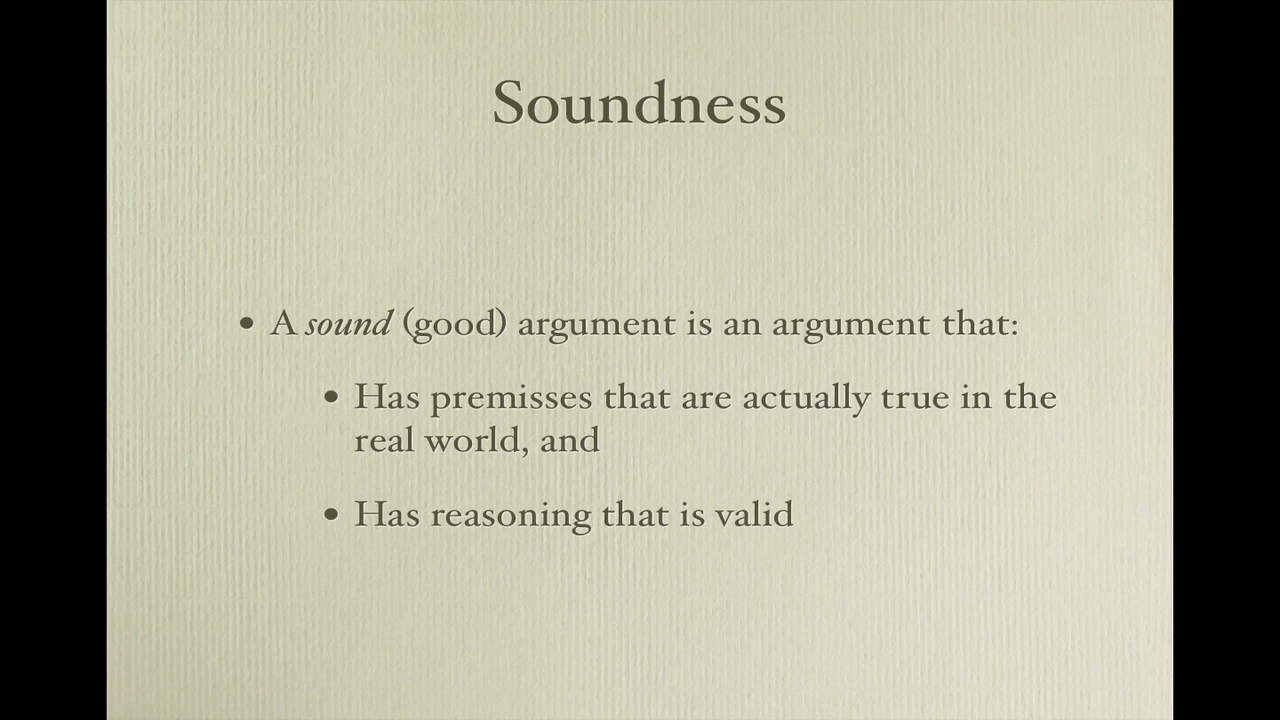 Soundness
• A sound (good) argument is an argument that:
• Has premisses that are actually true in the
real world, and
• Has reasoning that is valid